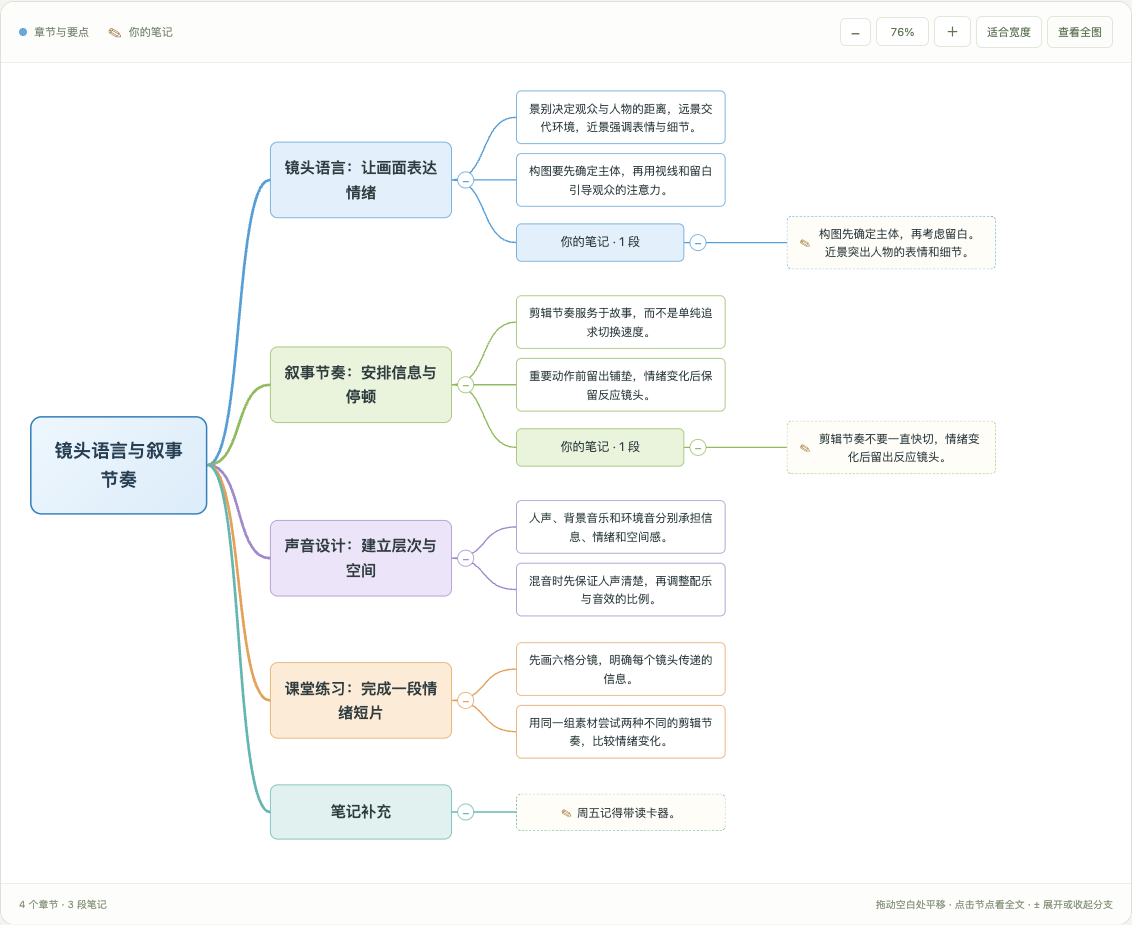 章节与要点
你的笔记
−
76%
+
适合宽度
查看全图
镜头语言与叙事
节奏
镜头语言：让画面表达
情绪
景别决定观众与人物的距离，远景交
代环境，近景强调表情与细节。
构图要先确定主体，再用视线和留白
引导观众的注意力。
你的笔记 · 1 段
构图先确定主体，再考虑留白。
近景突出人物的表情和细节。
叙事节奏：安排信息与
停顿
剪辑节奏服务于故事，而不是单纯追
求切换速度。
重要动作前留出铺垫，情绪变化后保
留反应镜头。
你的笔记 · 1 段
剪辑节奏不要一直快切，情绪变
化后留出反应镜头。
声音设计：建立层次与
空间
人声、背景音乐和环境音分别承担信
息、情绪和空间感。
混音时先保证人声清楚，再调整配乐
与音效的比例。
课堂练习：完成一段情
绪短片
先画六格分镜，明确每个镜头传递的
信息。
用同一组素材尝试两种不同的剪辑节
奏，比较情绪变化。
笔记补充
周五记得带读卡器。
4 个章节 · 3 段笔记
拖动空白处平移 · 点击节点看全文 · ± 展开或收起分支